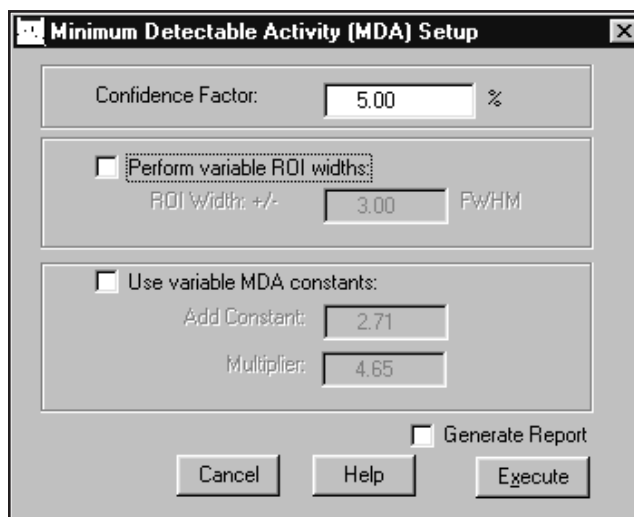 Minimum Detectable Activity (MDA) Setup
Confidence Factor: 5.00 %
Perform variable ROI widths:
ROI Width: +/- 3.00 FWHM
Use variable MDA constants:
Add Constant: 2.71
Multiplier: 4.65
Generate Report
Cancel Help Execute